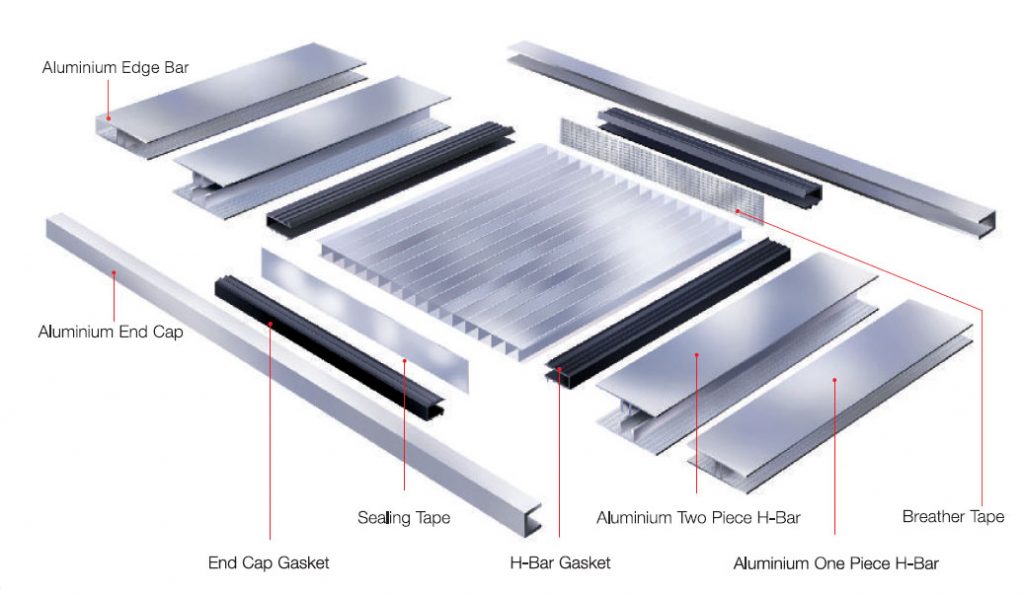 Aluminium Edge Bar
Aluminium End Cap
Sealing Tape
Aluminium Two Piece H-Bar
Breather Tape
End Cap Gasket
H-Bar Gasket
Aluminium One Piece H-Bar